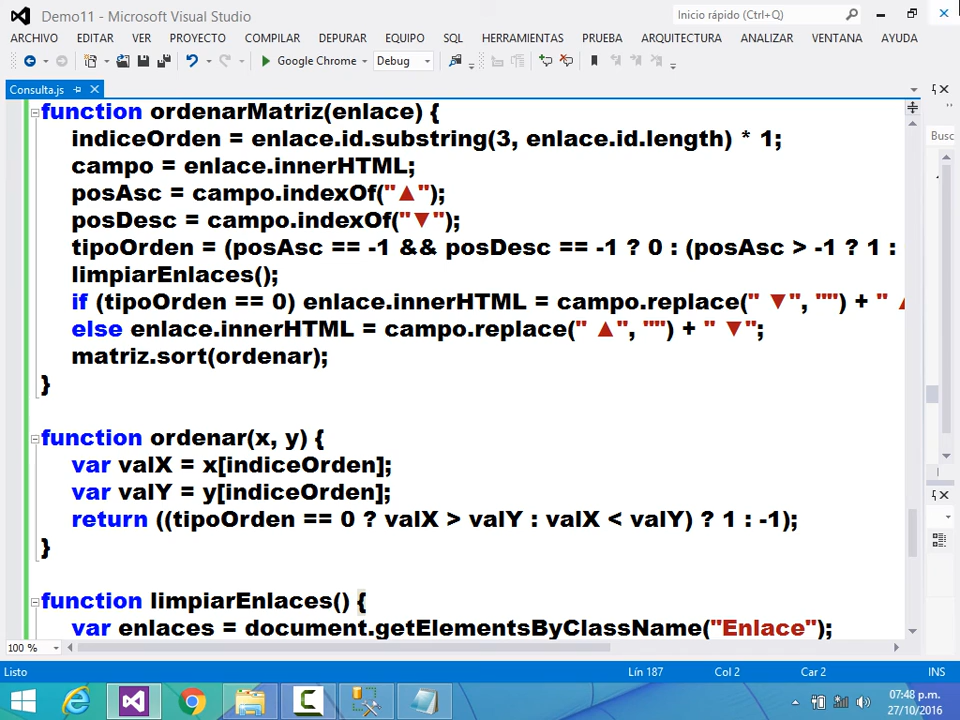 Demo11 - Microsoft Visual Studio
Inicio rápido (Ctrl+Q)
ARCHIVO EDITAR VER PROYECTO COMPILAR DEPURAR EQUIPO SQL HERRAMIENTAS PRUEBA ARQUITECTURA ANALIZAR VENTANA AYUDA
Google Chrome Debug
Consulta.js
Busc
function ordenarMatriz(enlace) {
indiceOrden = enlace.id.substring(3, enlace.id.length) * 1;
campo = enlace.innerHTML;
posAsc = campo.indexOf("▲");
posDesc = campo.indexOf("▼");
tipoOrden = (posAsc == -1 && posDesc == -1 ? 0 : (posAsc > -1 ? 1 :
limpiarEnlaces();
if (tipoOrden == 0) enlace.innerHTML = campo.replace(" ▼", "") + " ▲
else enlace.innerHTML = campo.replace(" ▲", "") + " ▼";
matriz.sort(ordenar);
}
function ordenar(x, y) {
var valX = x[indiceOrden];
var valY = y[indiceOrden];
return ((tipoOrden == 0 ? valX > valY : valX < valY) ? 1 : -1);
}
function limpiarEnlaces() {
var enlaces = document.getElementsByClassName("Enlace");
100 %
Listo Lín 187 Col 2 Car 2 INS
07:48 p.m.
27/10/2016